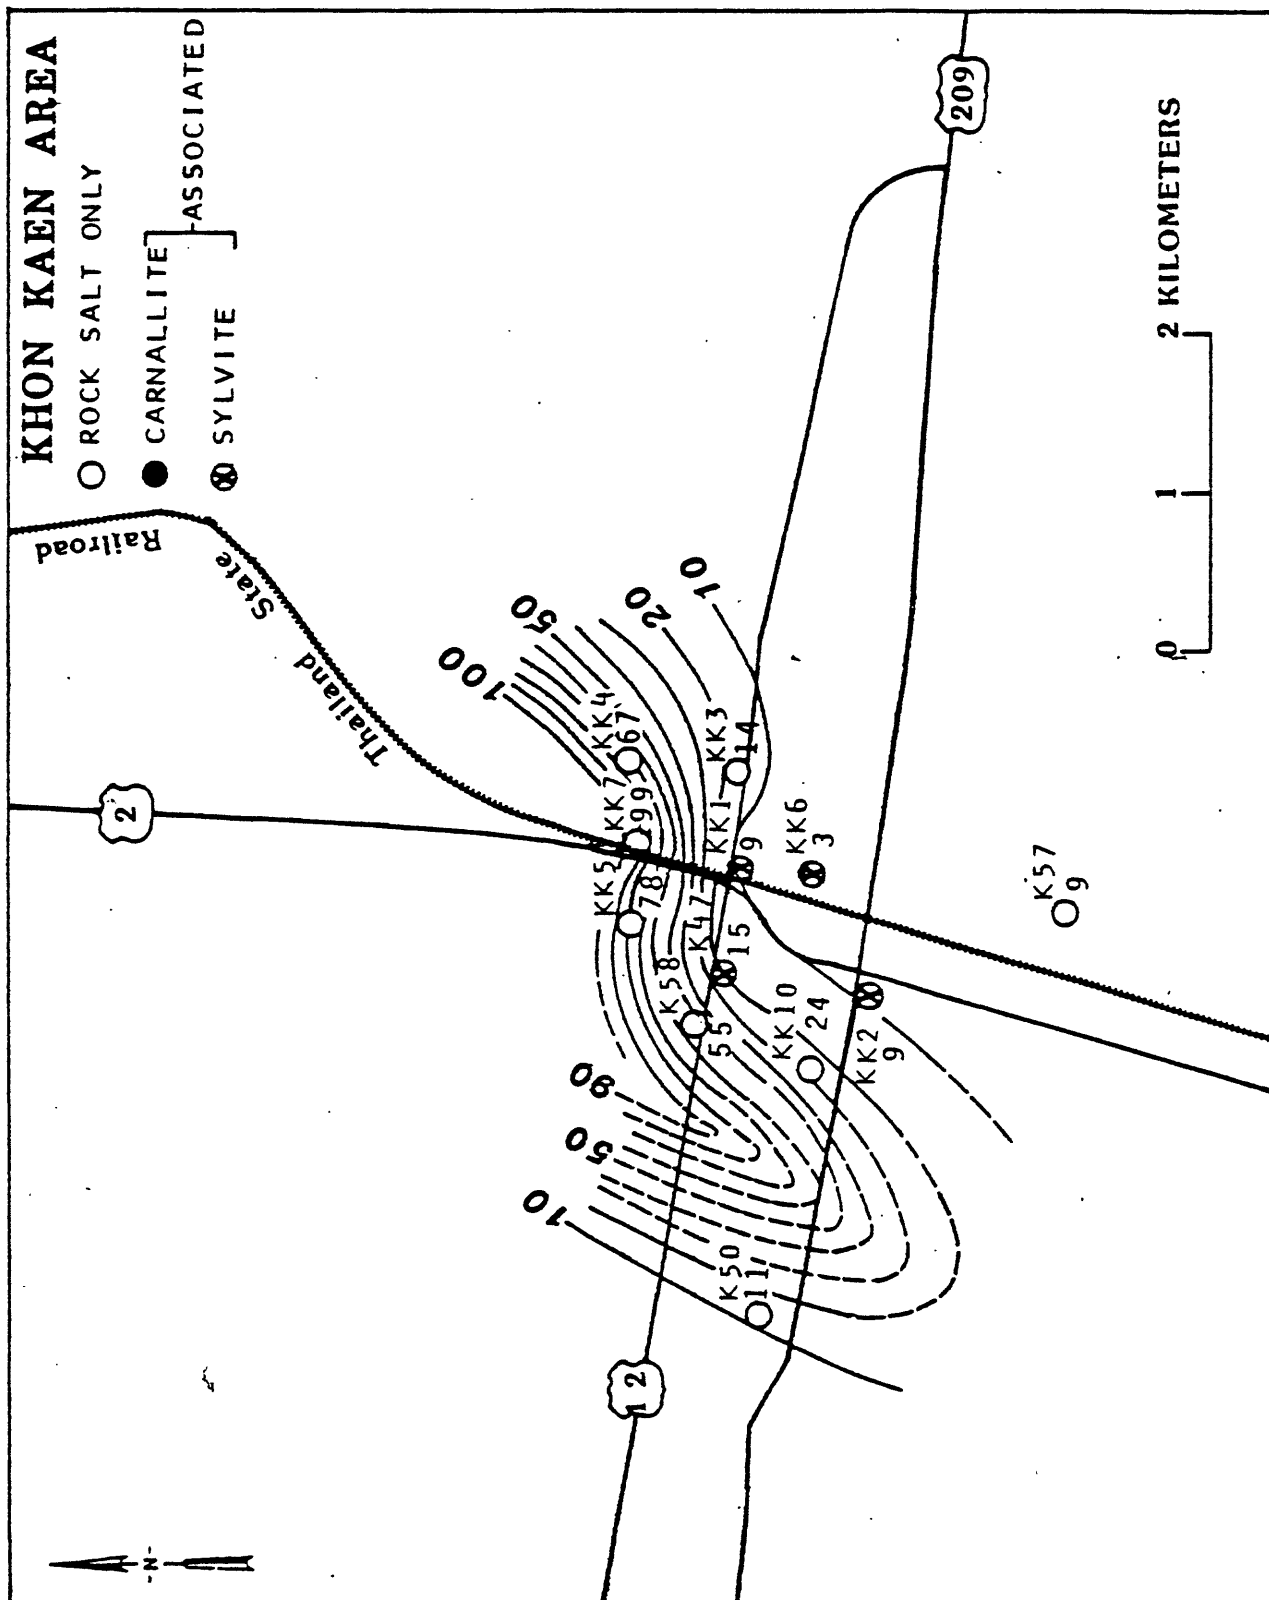 KHON KAEN AREA
ROCK SALT ONLY
CARNALLITE
SYLVITE
ASSOCIATED
-N-
2
Thailand State Railroad
12
209
10
50
90
100
50
20
10
KK5
78
KK7
99
KK4
67
K58
55
K47
15
KK1
9
KK3
14
K50
11
KK10
24
KK6
3
KK2
9
K57
9
0 1 2 KILOMETERS